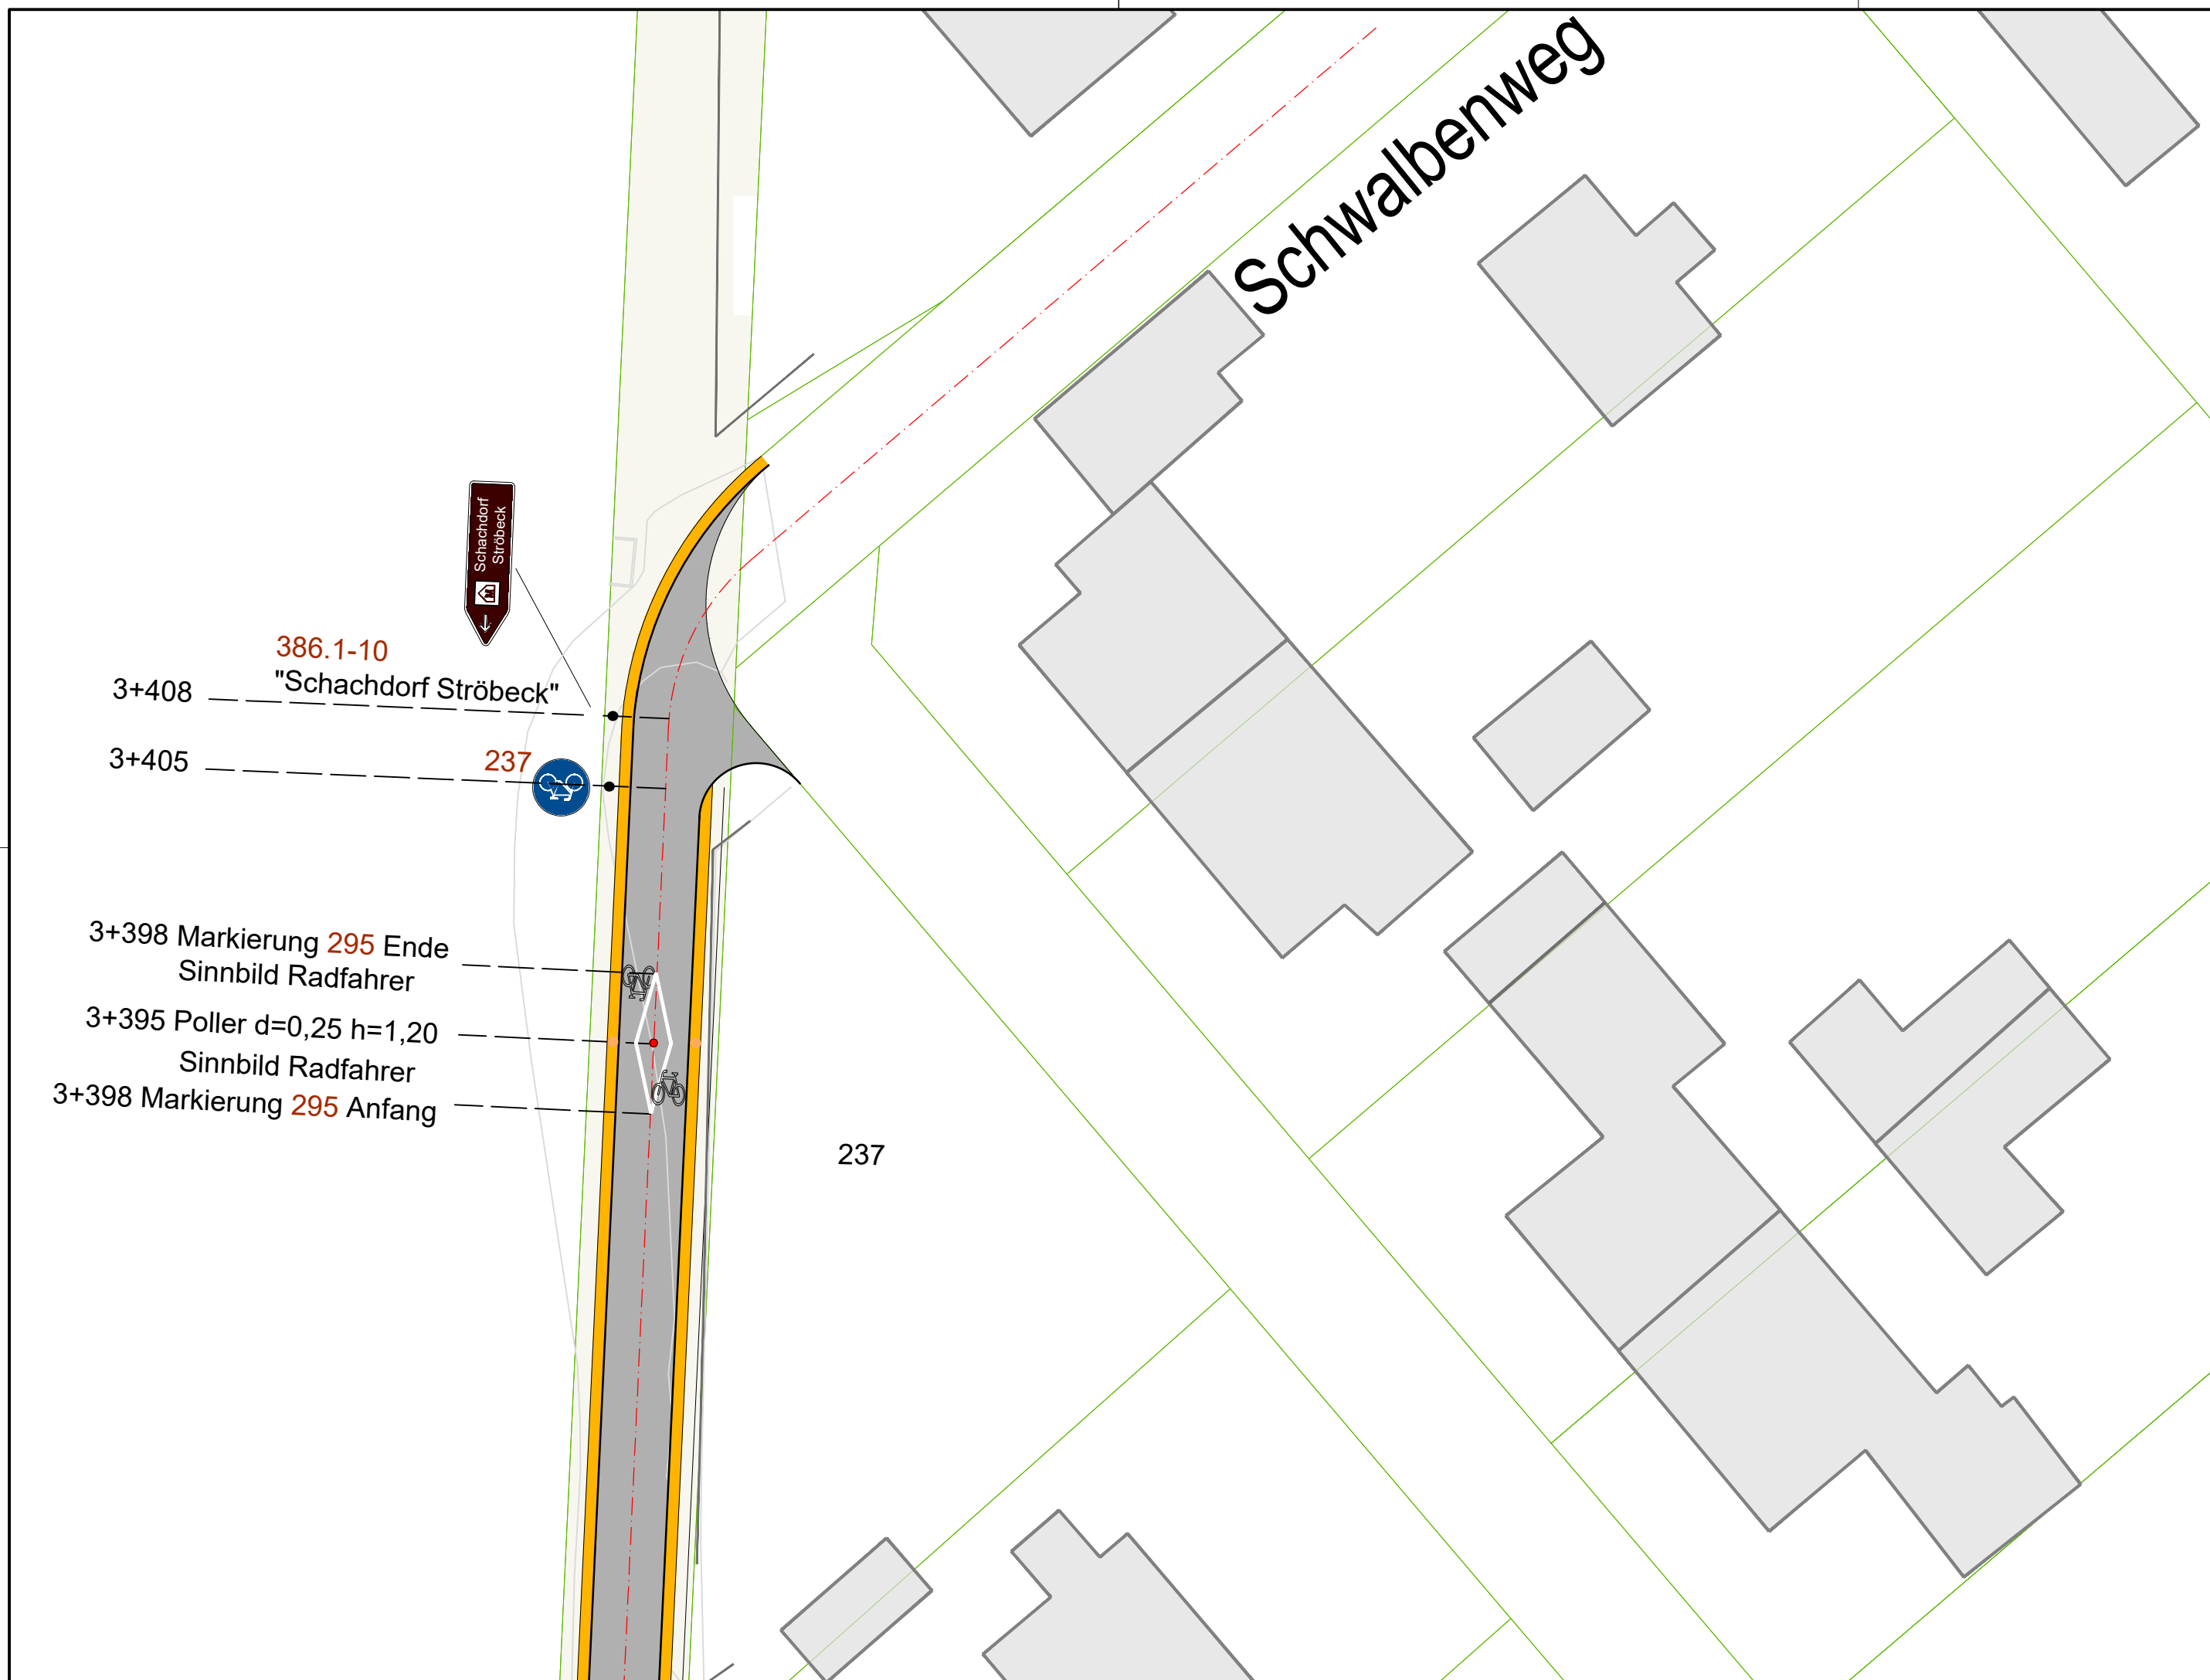 Schwalbenweg
Schachdorf
Ströbeck
386.1-10
"Schachdorf Ströbeck"
3+408
3+405
237
3+398 Markierung 295 Ende
Sinnbild Radfahrer
3+395 Poller d=0,25 h=1,20
Sinnbild Radfahrer
3+398 Markierung 295 Anfang
237